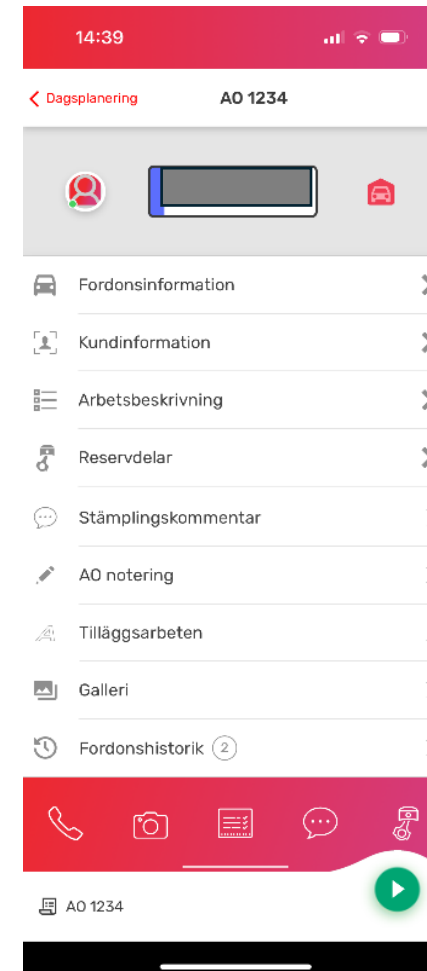 14:39
Dagsplanering
AO 1234
Fordonsinformation
Kundinformation
Arbetsbeskrivning
Reservdelar
Stämplingskommentar
AO notering
Tilläggsarbeten
Galleri
Fordonshistorik 2
AO 1234